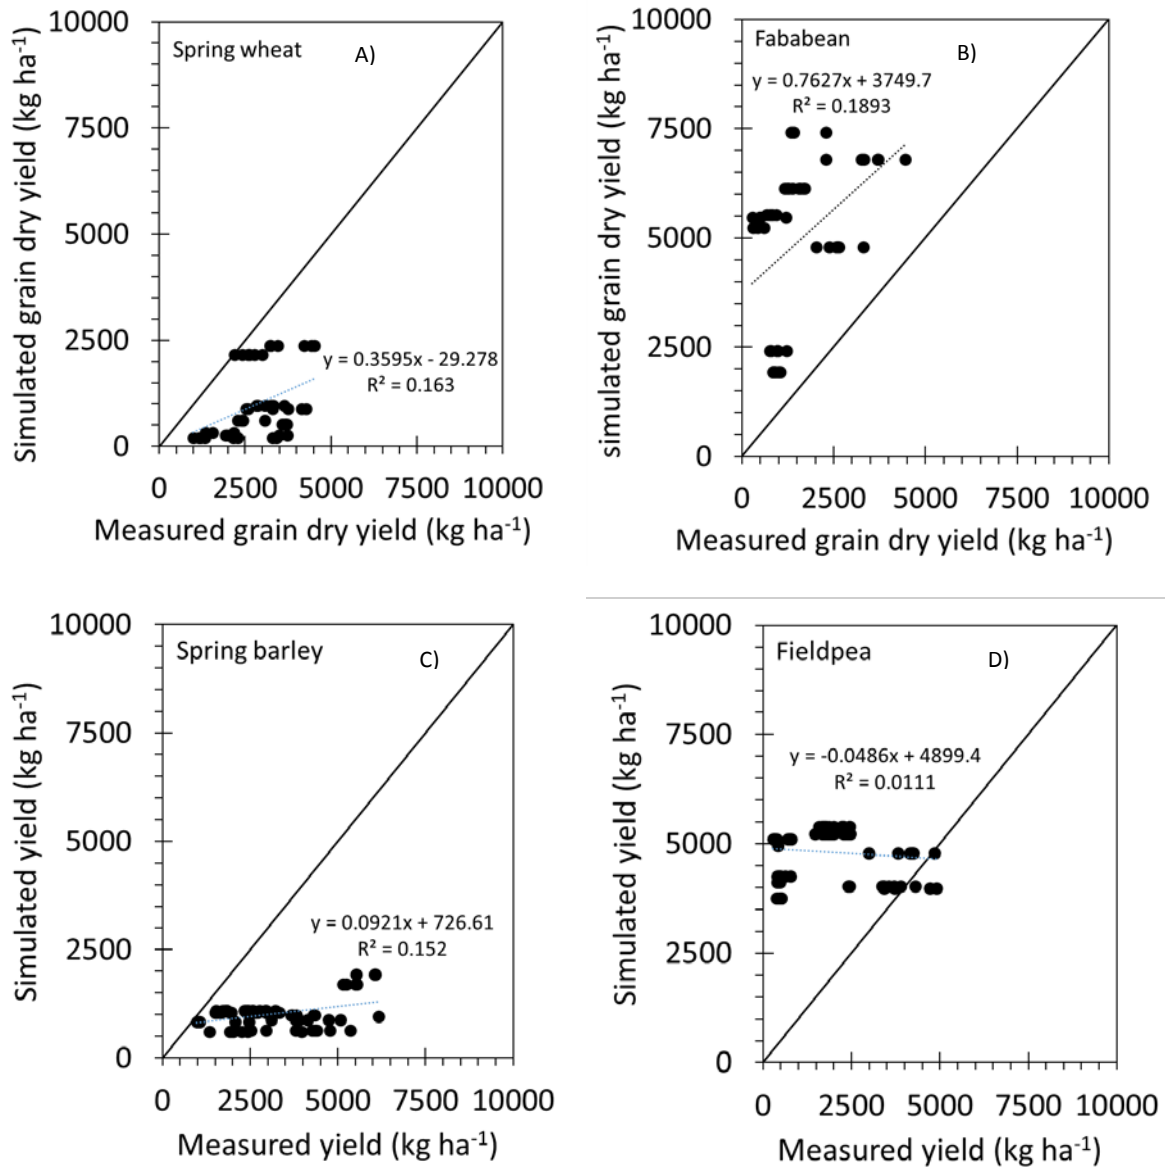 Simulated grain dry yield (kg ha⁻¹)
10000
7500
5000
2500
0
Spring wheat
A)
y = 0.3595x - 29.278
R² = 0.163
0 2500 5000 7500 10000
Measured grain dry yield (kg ha⁻¹)
simulated grain dry yield (kg ha⁻¹)
10000
7500
5000
2500
0
Fababean
B)
y = 0.7627x + 3749.7
R² = 0.1893
0 2500 5000 7500 10000
Measured grain dry yield (kg ha⁻¹)
Simulated yield (kg ha⁻¹)
10000
7500
5000
2500
0
Spring barley
C)
y = 0.0921x + 726.61
R² = 0.152
0 2500 5000 7500 10000
Measured yield (kg ha⁻¹)
Simulated yield (kg ha⁻¹)
10000
7500
5000
2500
0
Fieldpea
D)
y = -0.0486x + 4899.4
R² = 0.0111
0 2500 5000 7500 10000
Measured yield (kg ha⁻¹)